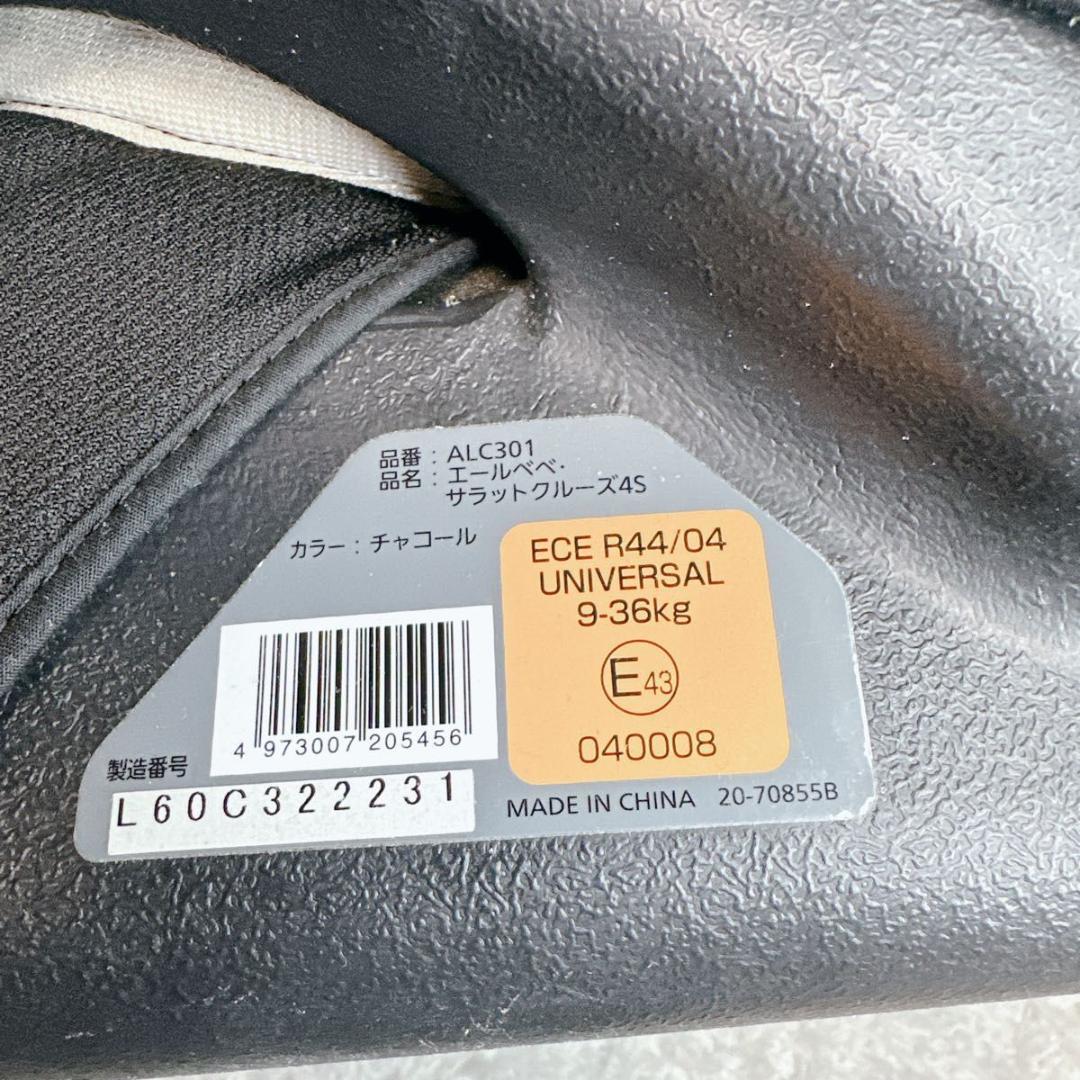 品番：ALC301
品名：エールベベ・
サラットクルーズ4S
カラー：チャコール
ECE R44/04
UNIVERSAL
9-36kg
E43
040008
4 973007 205456
製造番号
L60C322231
MADE IN CHINA 20-70855B